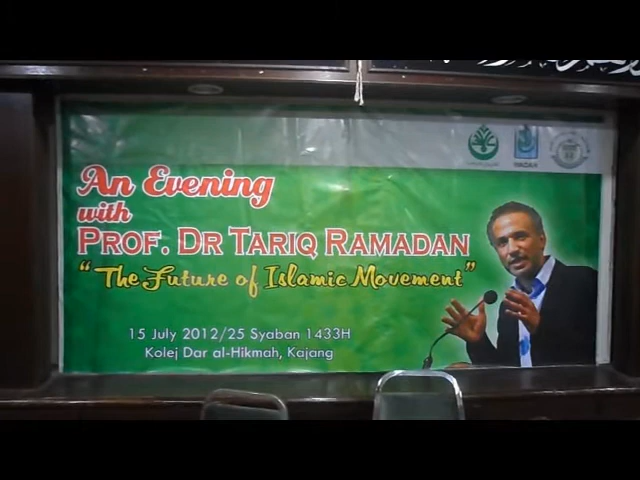 WADAH
An Evening
with
PROF. DR TARIQ RAMADAN
"The Future of Islamic Movement"
15 July 2012/25 Syaban 1433H
Kolej Dar al-Hikmah, Kajang